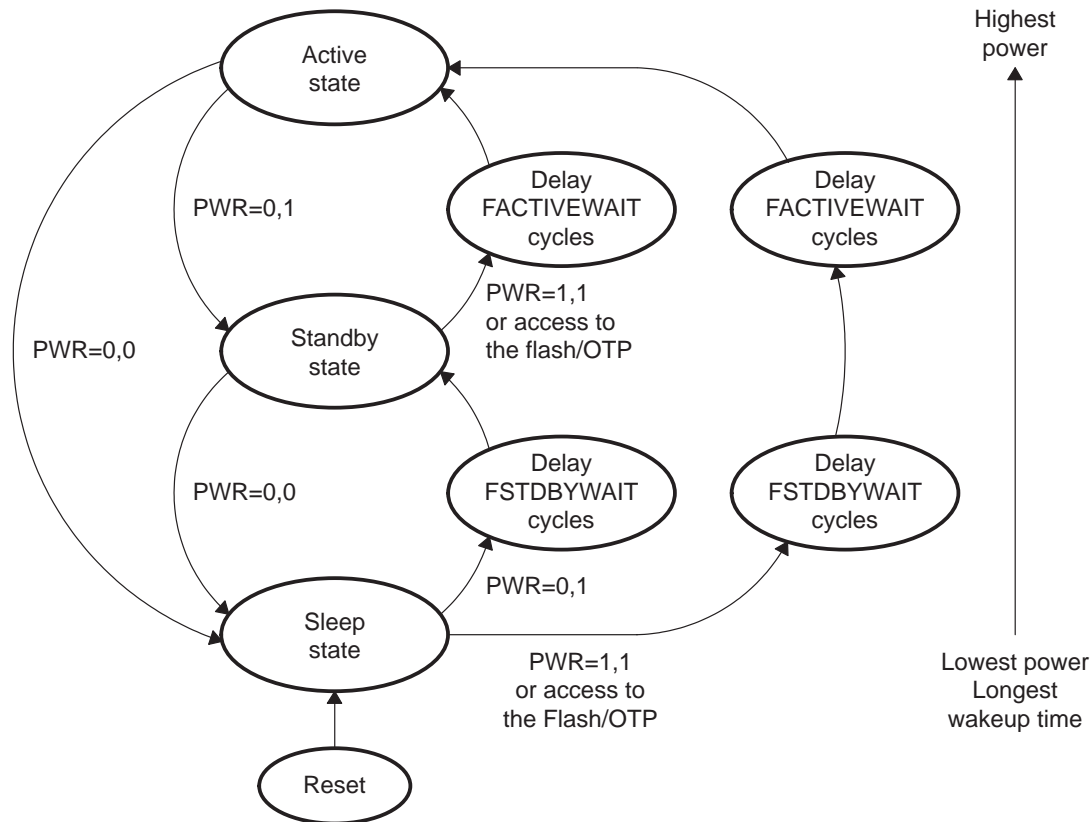 Active
state
Highest
power
PWR=0,1
Delay
FACTIVEWAIT
cycles
Delay
FACTIVEWAIT
cycles
PWR=1,1
or access to
the flash/OTP
PWR=0,0
Standby
state
PWR=0,0
Delay
FSTDBYWAIT
cycles
Delay
FSTDBYWAIT
cycles
PWR=0,1
Sleep
state
PWR=1,1
or access to
the Flash/OTP
Lowest power
Longest
wakeup time
Reset